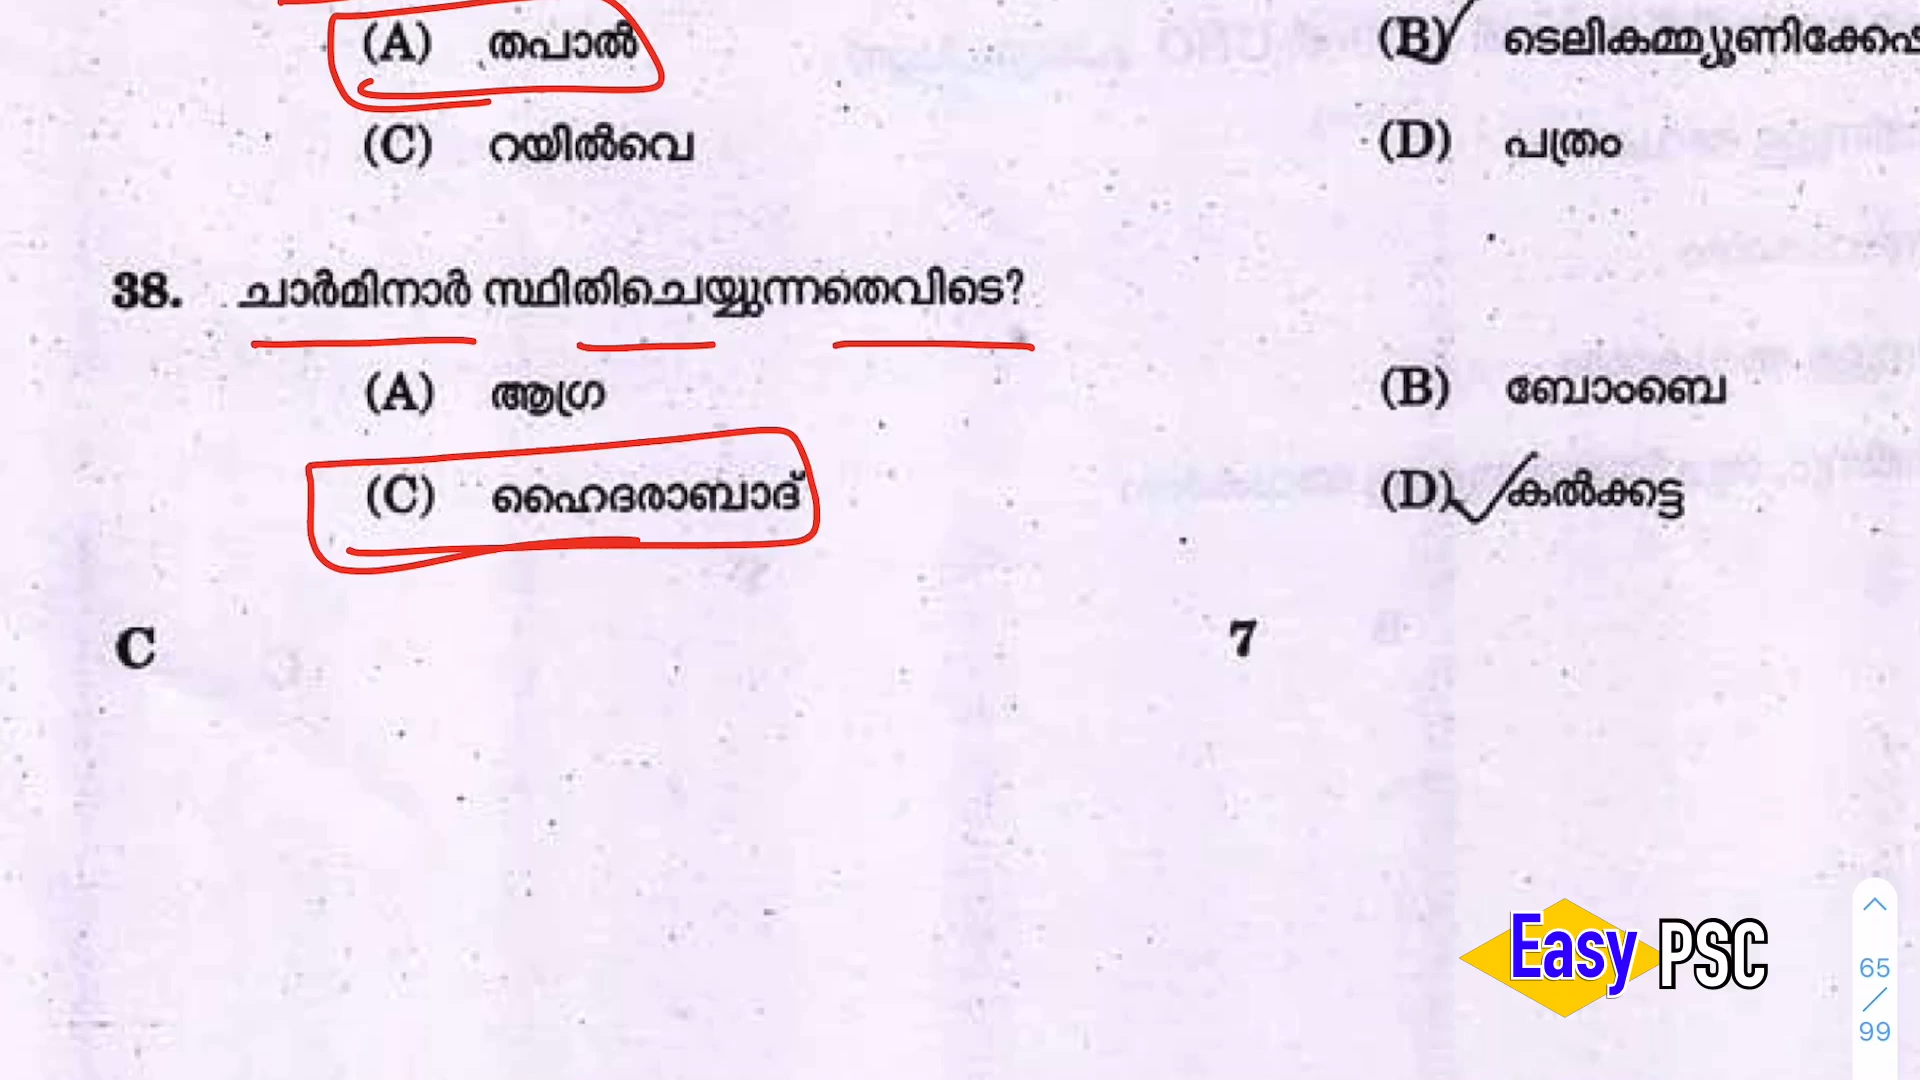 (A) തപാൽ (B) ടെലികമ്മ്യൂണിക്കേഷ
(C) റയിൽവെ (D) പത്രം
38. ചാർമിനാർ സ്ഥിതിചെയ്യുന്നതെവിടെ?
(A) ആഗ്ര (B) ബോംബെ
(C) ഹൈദരാബാദ് (D) കൽക്കട്ട
C 7
Easy PSC
65
/
99